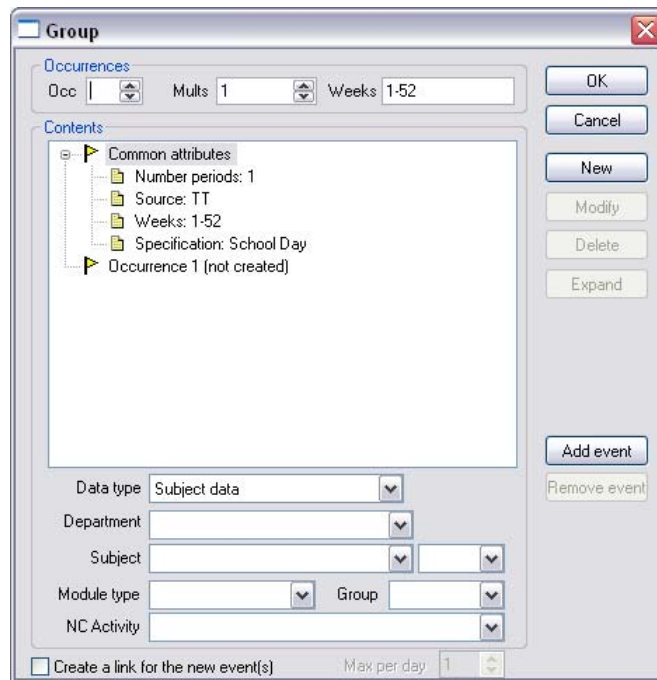 Group
Occurrences
Occ Mults 1 Weeks 1-52
OK
Cancel
Contents
Common attributes
Number periods: 1
Source: TT
Weeks: 1-52
Specification: School Day
Occurrence 1 (not created)
New
Modify
Delete
Expand
Add event
Remove event
Data type Subject data
Department
Subject
Module type Group
NC Activity
Create a link for the new event(s) Max per day 1